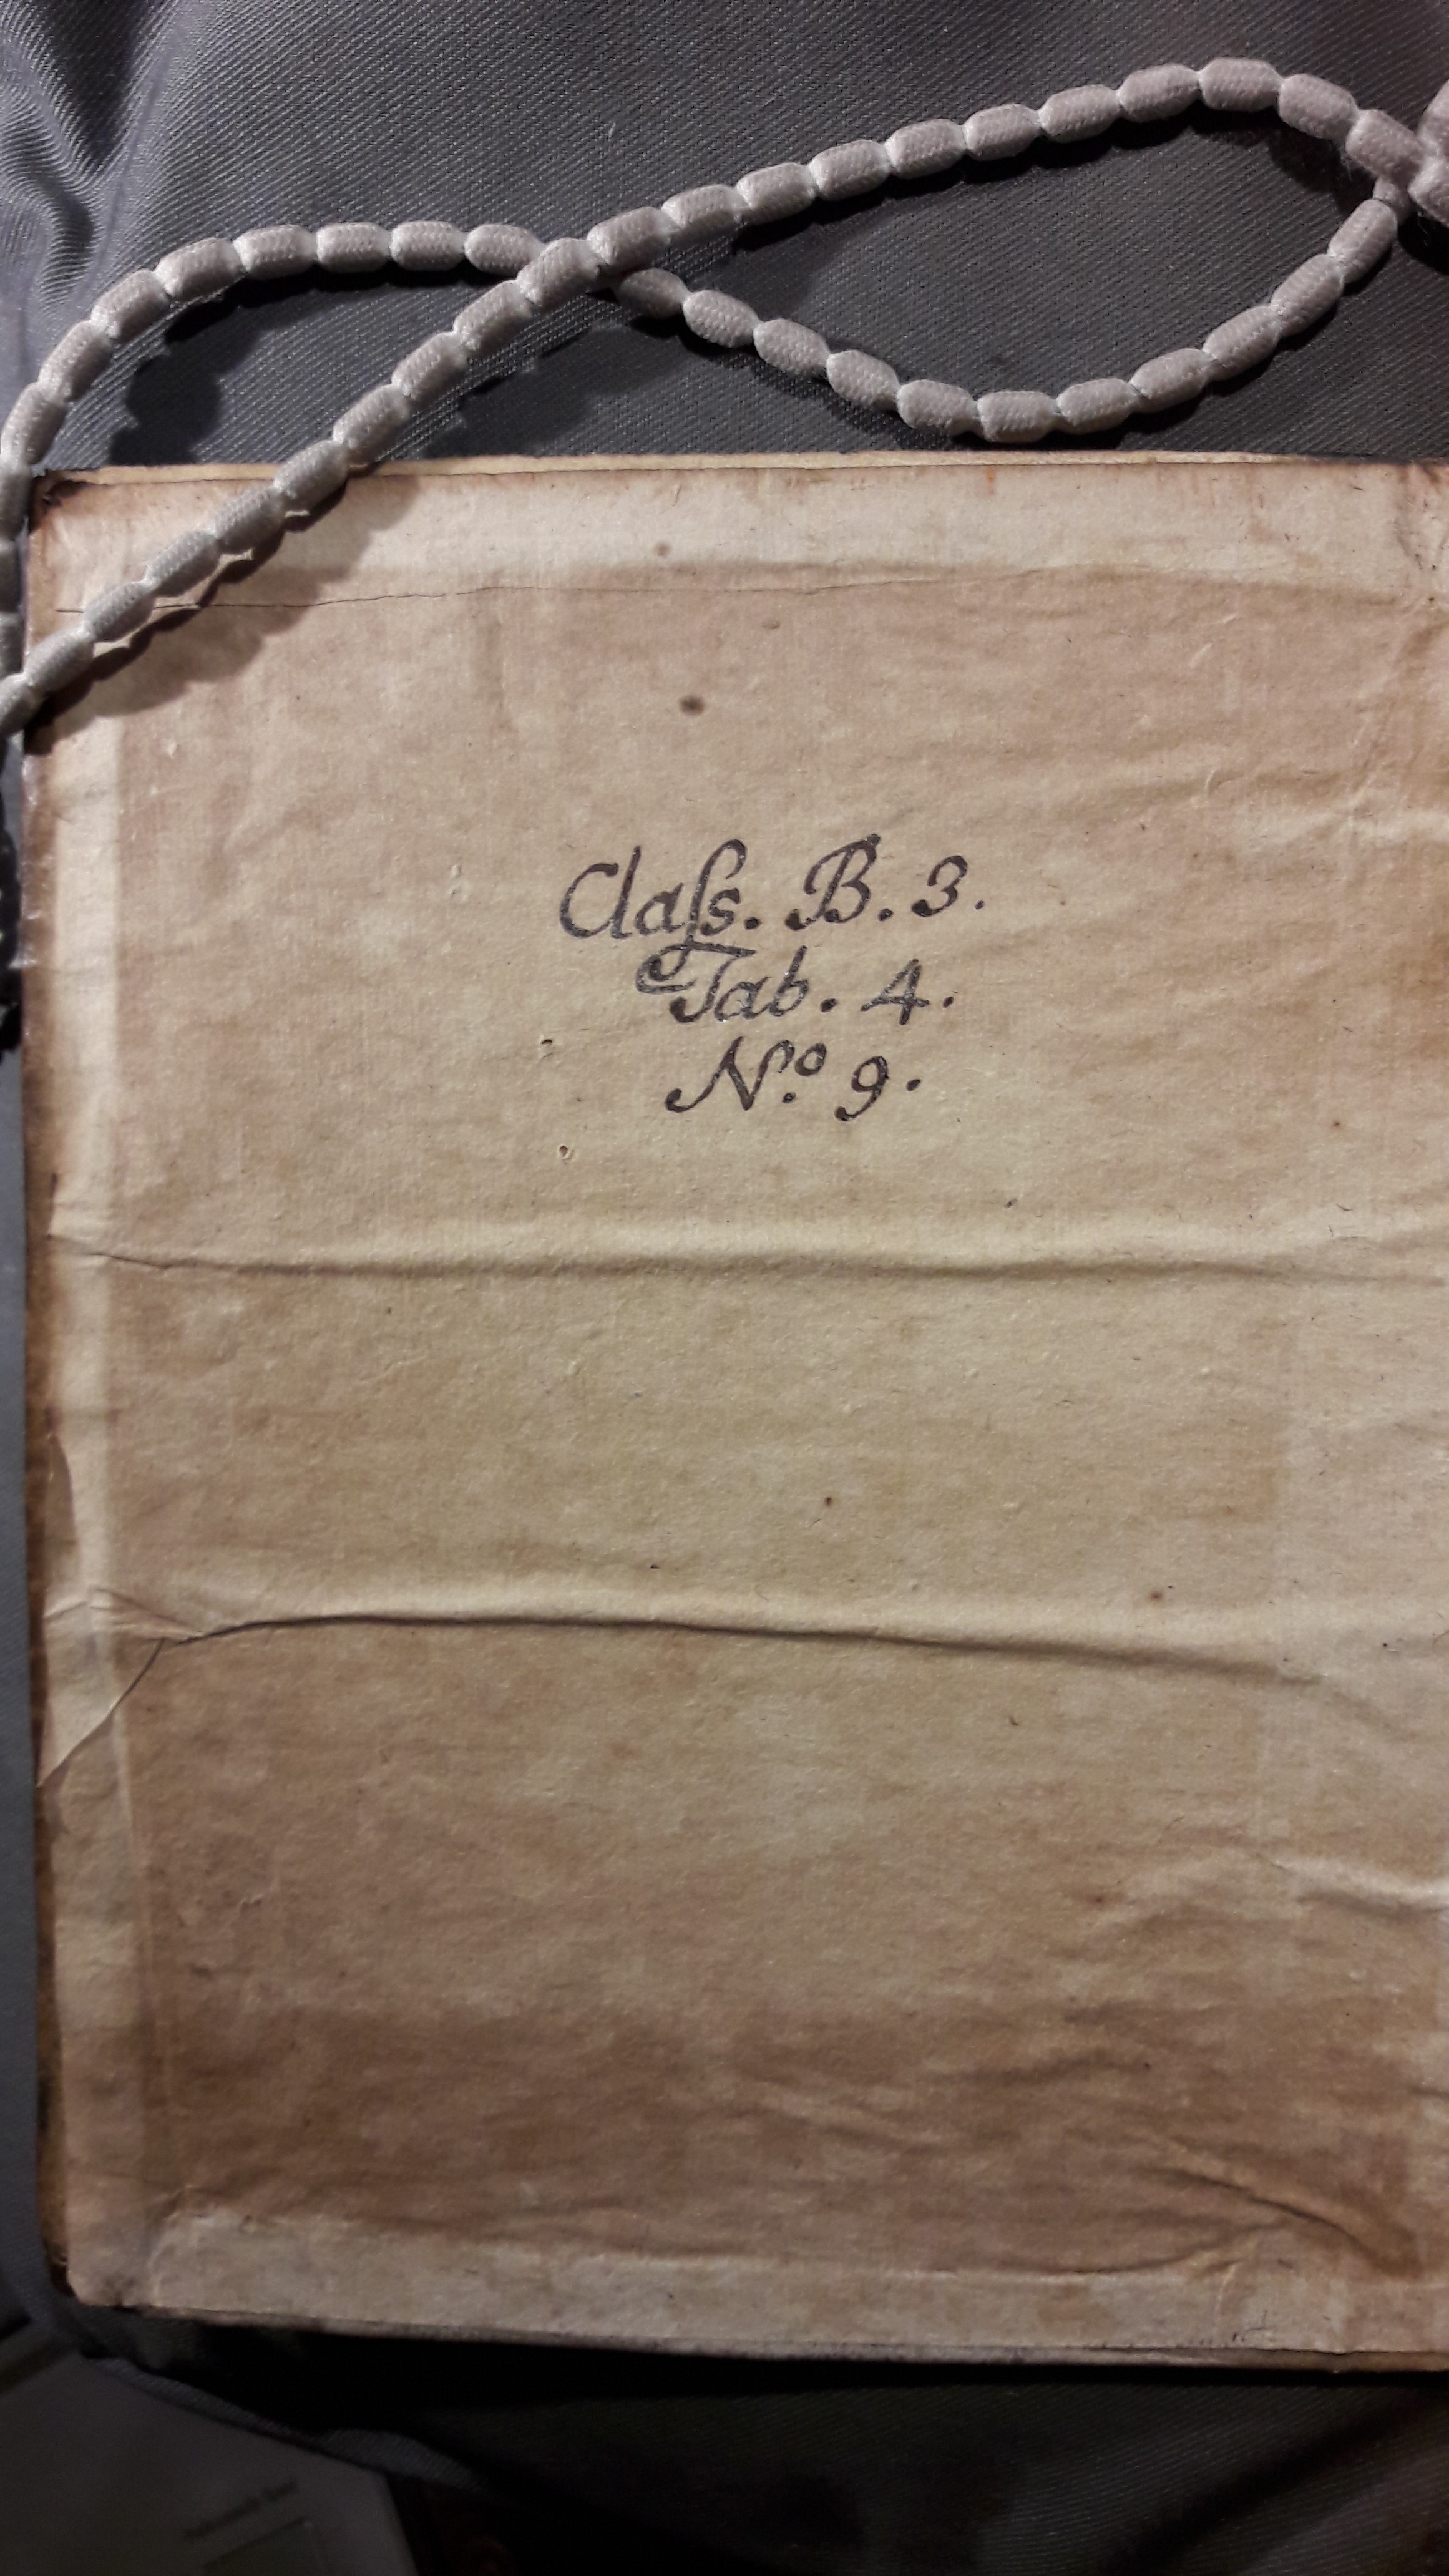 Claſs. B. 3.
Tab. 4.
N.º 9.